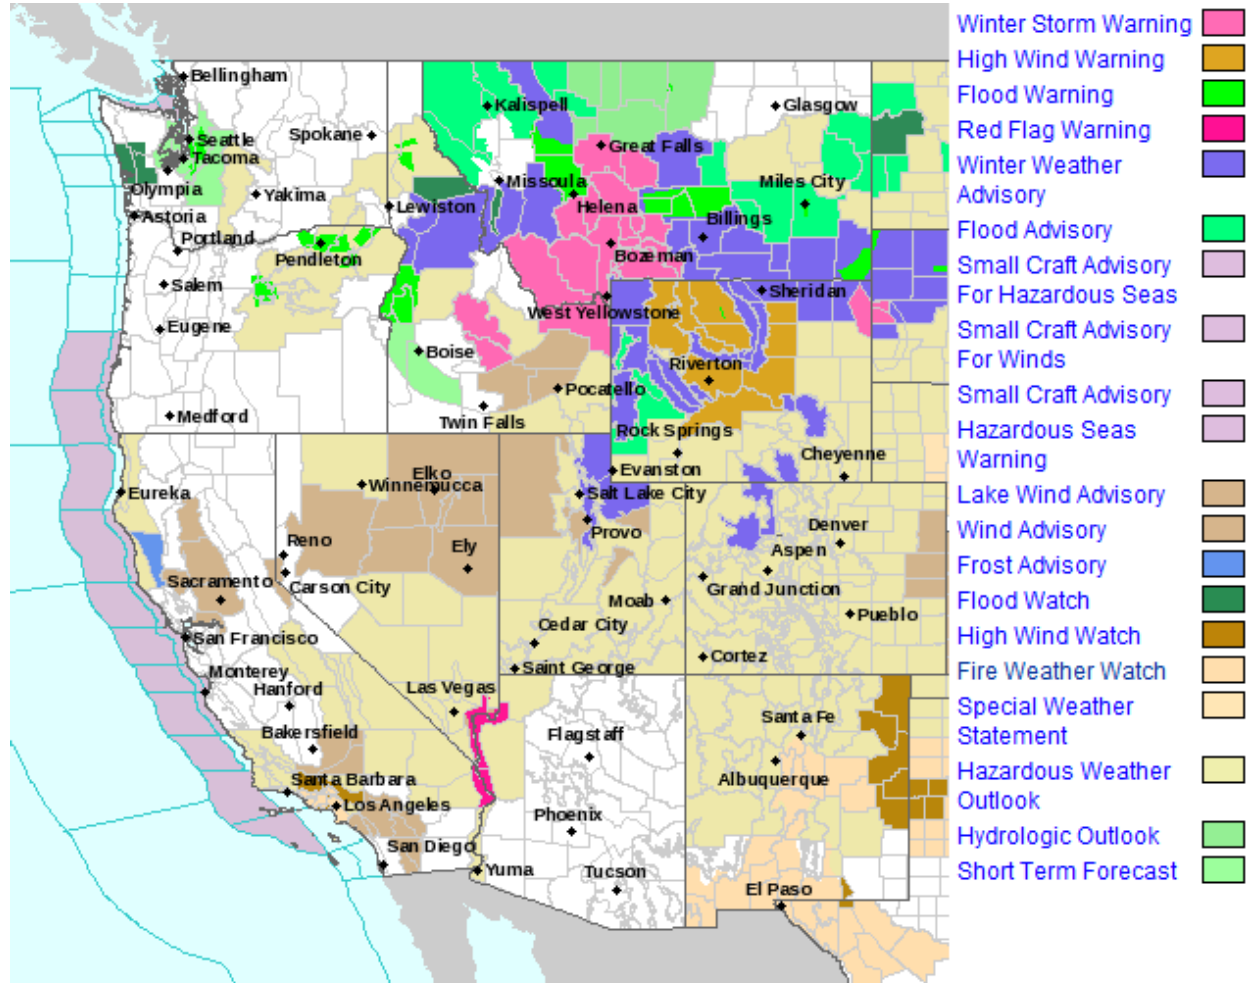 Bellingham
Seattle
Tacoma
Olympia
Spokane
Yakima
Astoria
Portland
Pendleton
Salem
Eugene
Medford
Lewiston
Kalispell
Missoula
Great Falls
Helena
Bozeman
Glasgow
Miles City
Billings
West Yellowstone
Boise
Pocatello
Twin Falls
Sheridan
Riverton
Rock Springs
Evanston
Cheyenne
Eureka
Winnemucca
Elko
Reno
Ely
Carson City
Sacramento
San Francisco
Monterey
Hanford
Bakersfield
Las Vegas
Santa Barbara
Los Angeles
San Diego
Salt Lake City
Provo
Moab
Cedar City
Saint George
Denver
Aspen
Grand Junction
Pueblo
Cortez
Flagstaff
Phoenix
Tucson
Yuma
Santa Fe
Albuquerque
El Paso
Winter Storm Warning
High Wind Warning
Flood Warning
Red Flag Warning
Winter Weather
Advisory
Flood Advisory
Small Craft Advisory
For Hazardous Seas
Small Craft Advisory
For Winds
Small Craft Advisory
Hazardous Seas
Warning
Lake Wind Advisory
Wind Advisory
Frost Advisory
Flood Watch
High Wind Watch
Fire Weather Watch
Special Weather
Statement
Hazardous Weather
Outlook
Hydrologic Outlook
Short Term Forecast